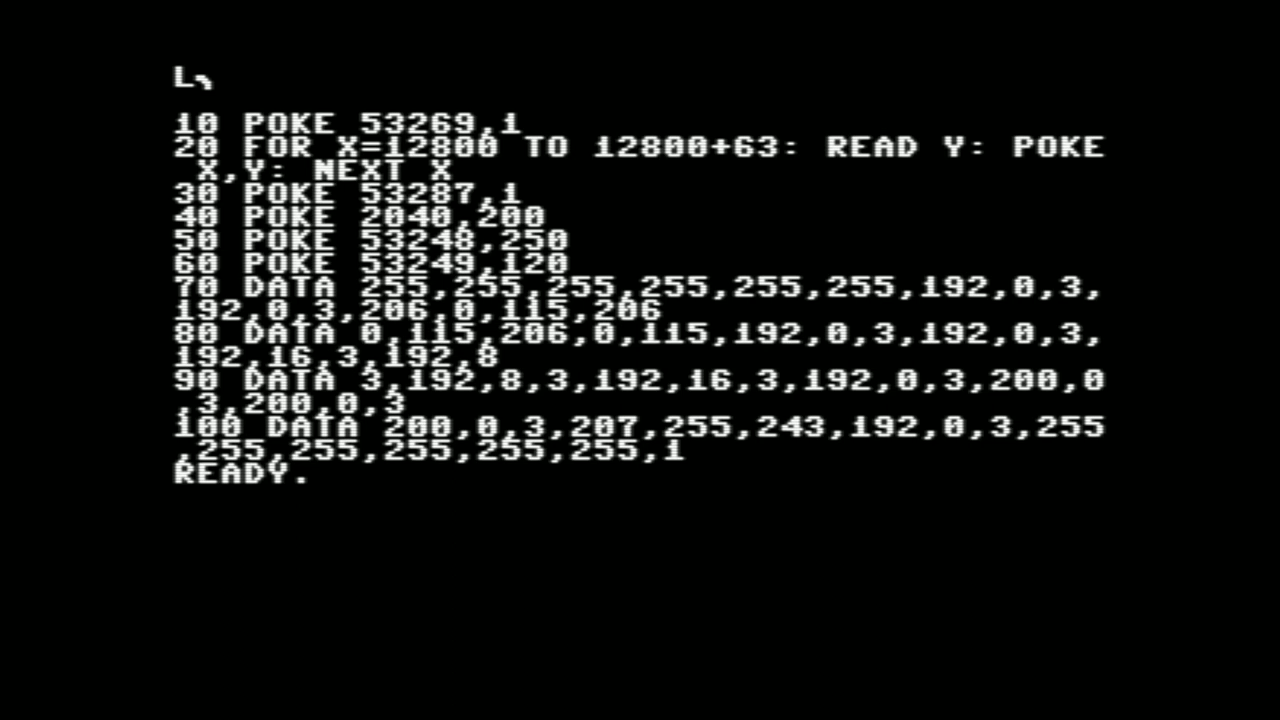 L╮
10 POKE 53269,1
20 FOR X=12800 TO 12800+63: READ Y: POKE
X,Y: NEXT X
30 POKE 53287,1
40 POKE 2040,200
50 POKE 53248,250
60 POKE 53249,120
70 DATA 255,255,255,255,255,255,192,0,3,
192,0,3,206,0,115,206
80 DATA 0,115,206,0,115,192,0,3,192,0,3,
192,16,3,192,8
90 DATA 3,192,8,3,192,16,3,192,0,3,200,0
,3,200,0,3
100 DATA 200,0,3,207,255,243,192,0,3,255
,255,255,255,255,255,1
READY.